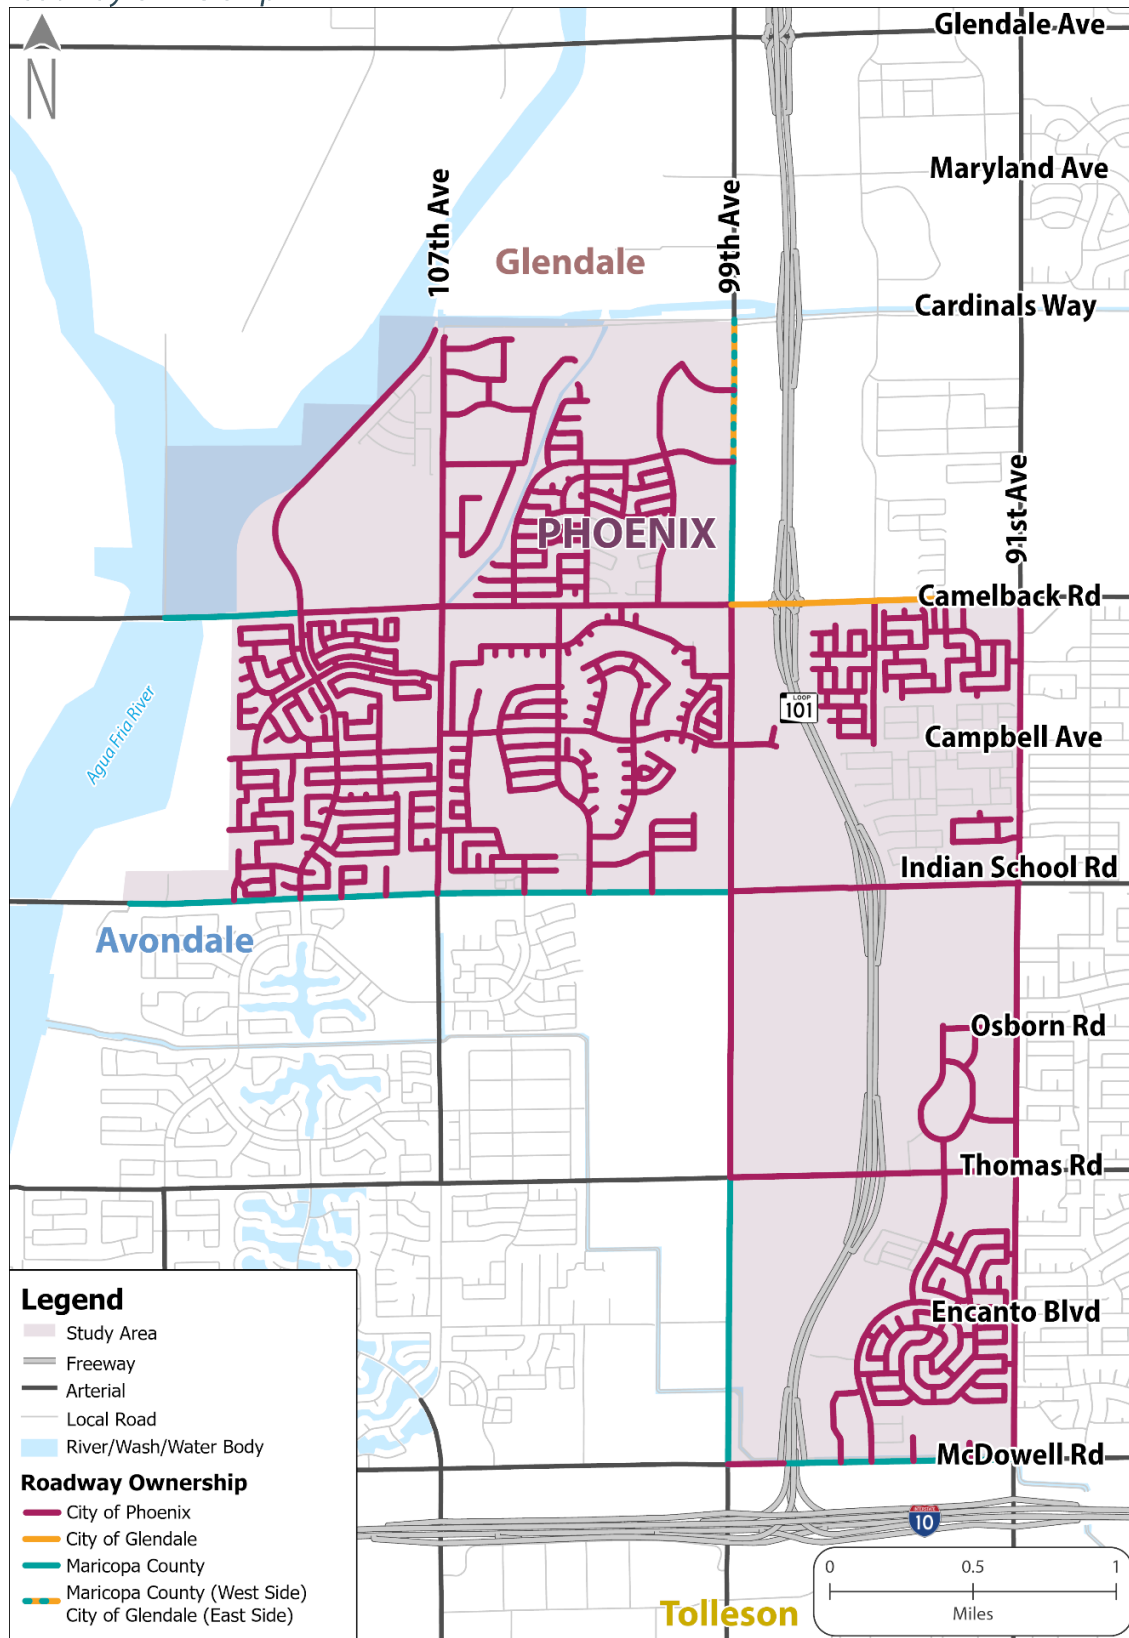 N
Glendale Ave
Maryland Ave
107th Ave
99th Ave
Glendale
Cardinals Way
91st Ave
PHOENIX
Camelback Rd
LOOP
101
Agua Fria River
Campbell Ave
Indian School Rd
Avondale
Osborn Rd
Thomas Rd
Encanto Blvd
McDowell Rd
10
Tolleson
Legend
Study Area
Freeway
Arterial
Local Road
River/Wash/Water Body
Roadway Ownership
City of Phoenix
City of Glendale
Maricopa County
Maricopa County (West Side)
City of Glendale (East Side)
0 0.5 1
Miles